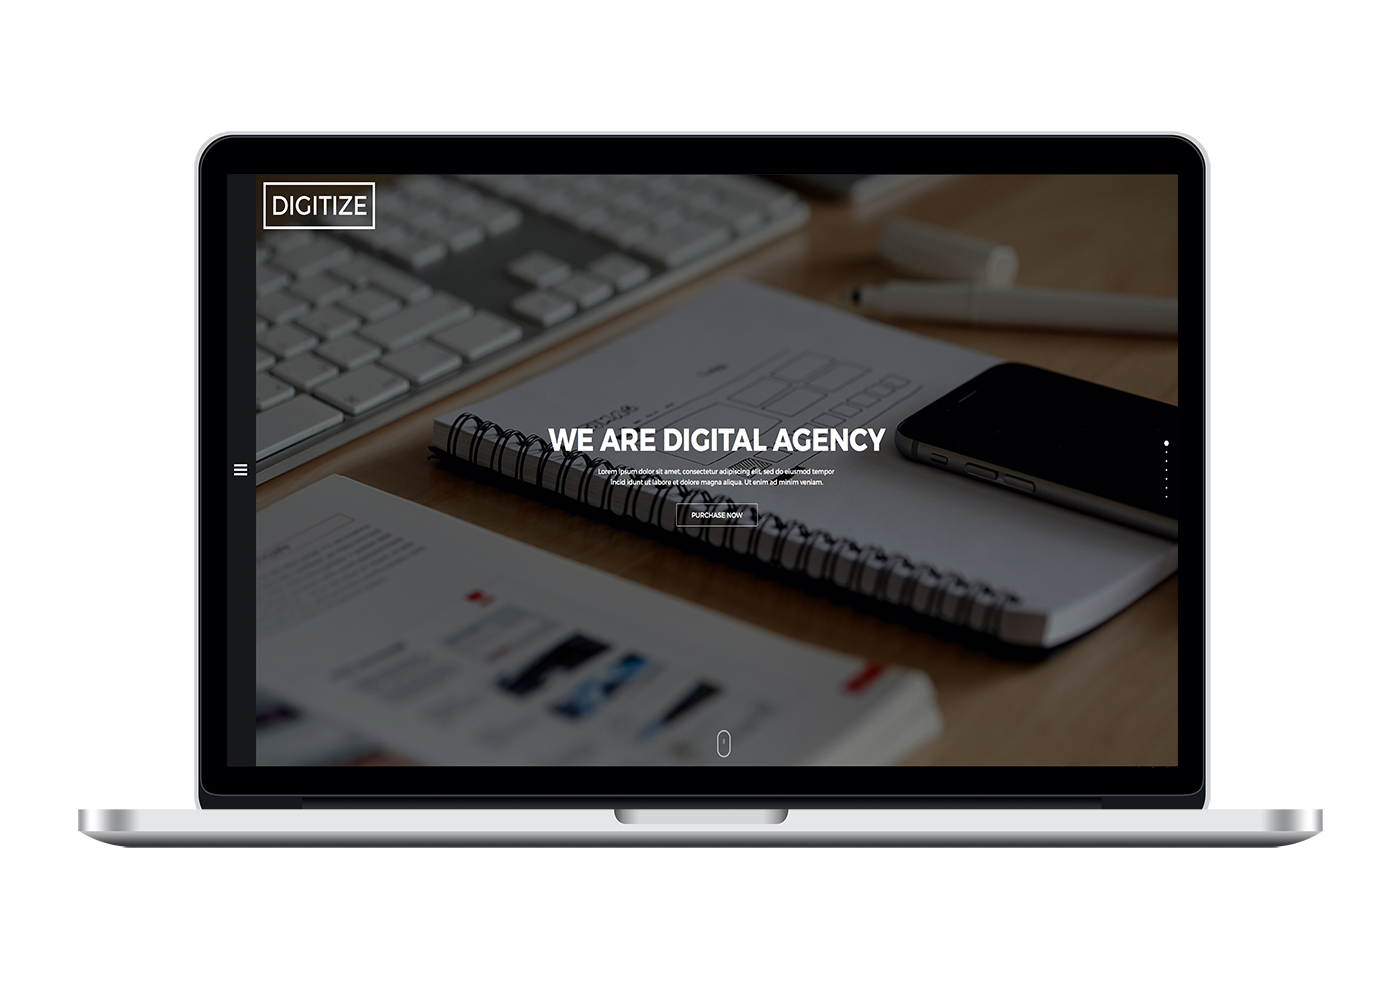 DIGITIZE
WE ARE DIGITAL AGENCY
Lorem ipsum dolor sit amet, consectetur adipiscing elit, sed do eiusmod tempor
incid idunt ut labore et dolore magna aliqua. Ut enim ad minim veniam.
PURCHASE NOW